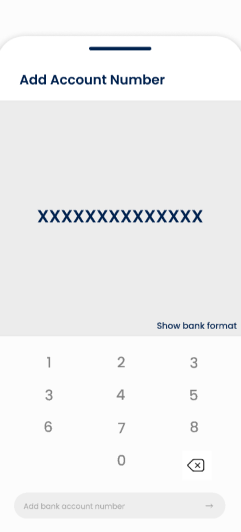 Add Account Number
XXXXXXXXXXXXXX
Show bank format
1 2 3
3 4 5
6 7 8
0
Add bank account number →